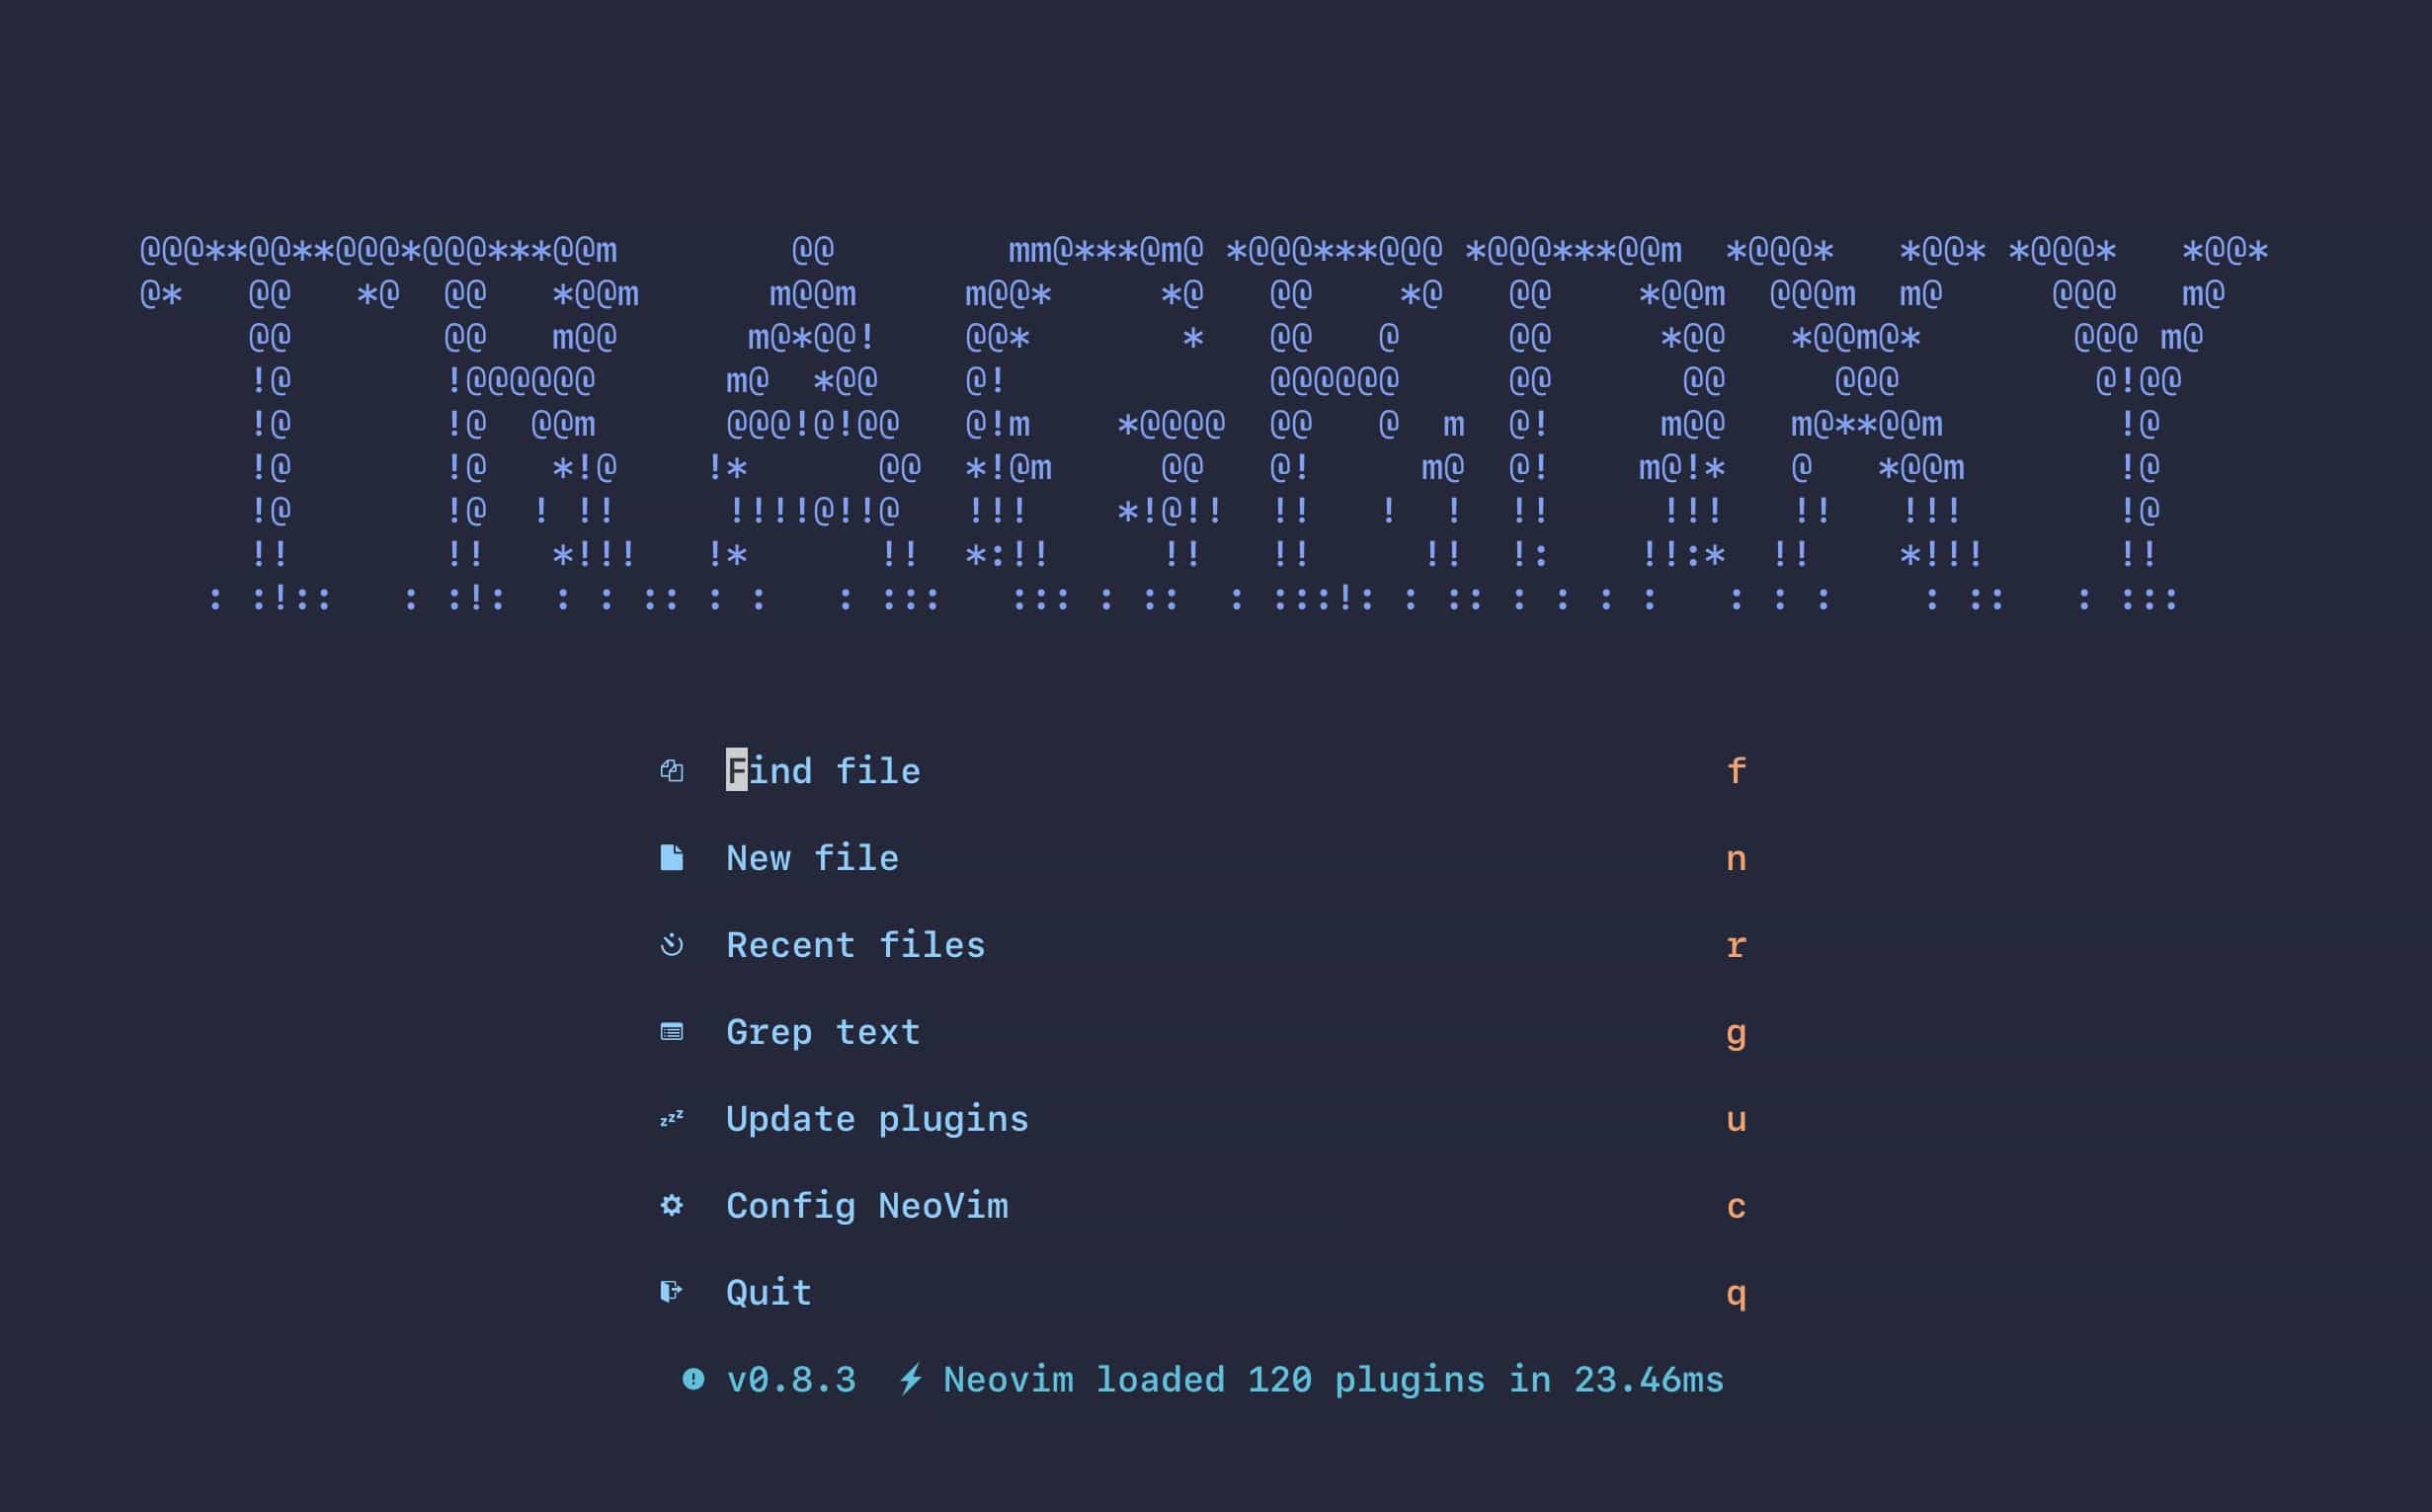 TRAGEDXY
Find file f
New file n
Recent files r
Grep text g
Update plugins u
Config NeoVim c
Quit q
v0.8.3 Neovim loaded 120 plugins in 23.46ms